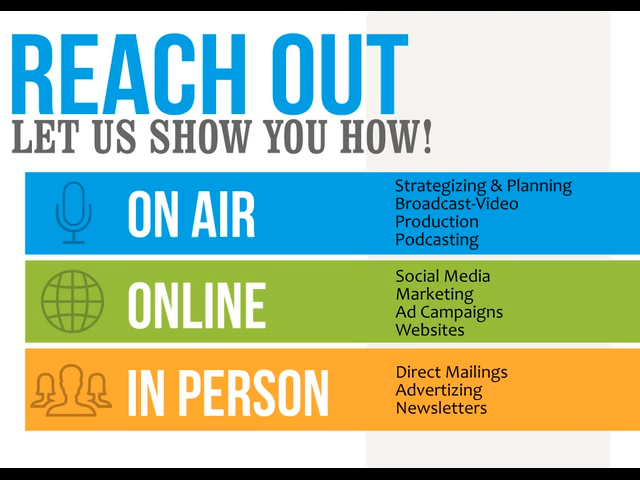 REACH OUT
LET US SHOW YOU HOW!
ON AIR
Strategizing & Planning
Broadcast-Video
Production
Podcasting
ONLINE
Social Media
Marketing
Ad Campaigns
Websites
IN PERSON
Direct Mailings
Advertizing
Newsletters